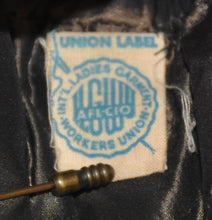 UNION LABEL
INT'L. LADIES GARMENT
ILGWU
AFL-CIO
WORKERS UNION